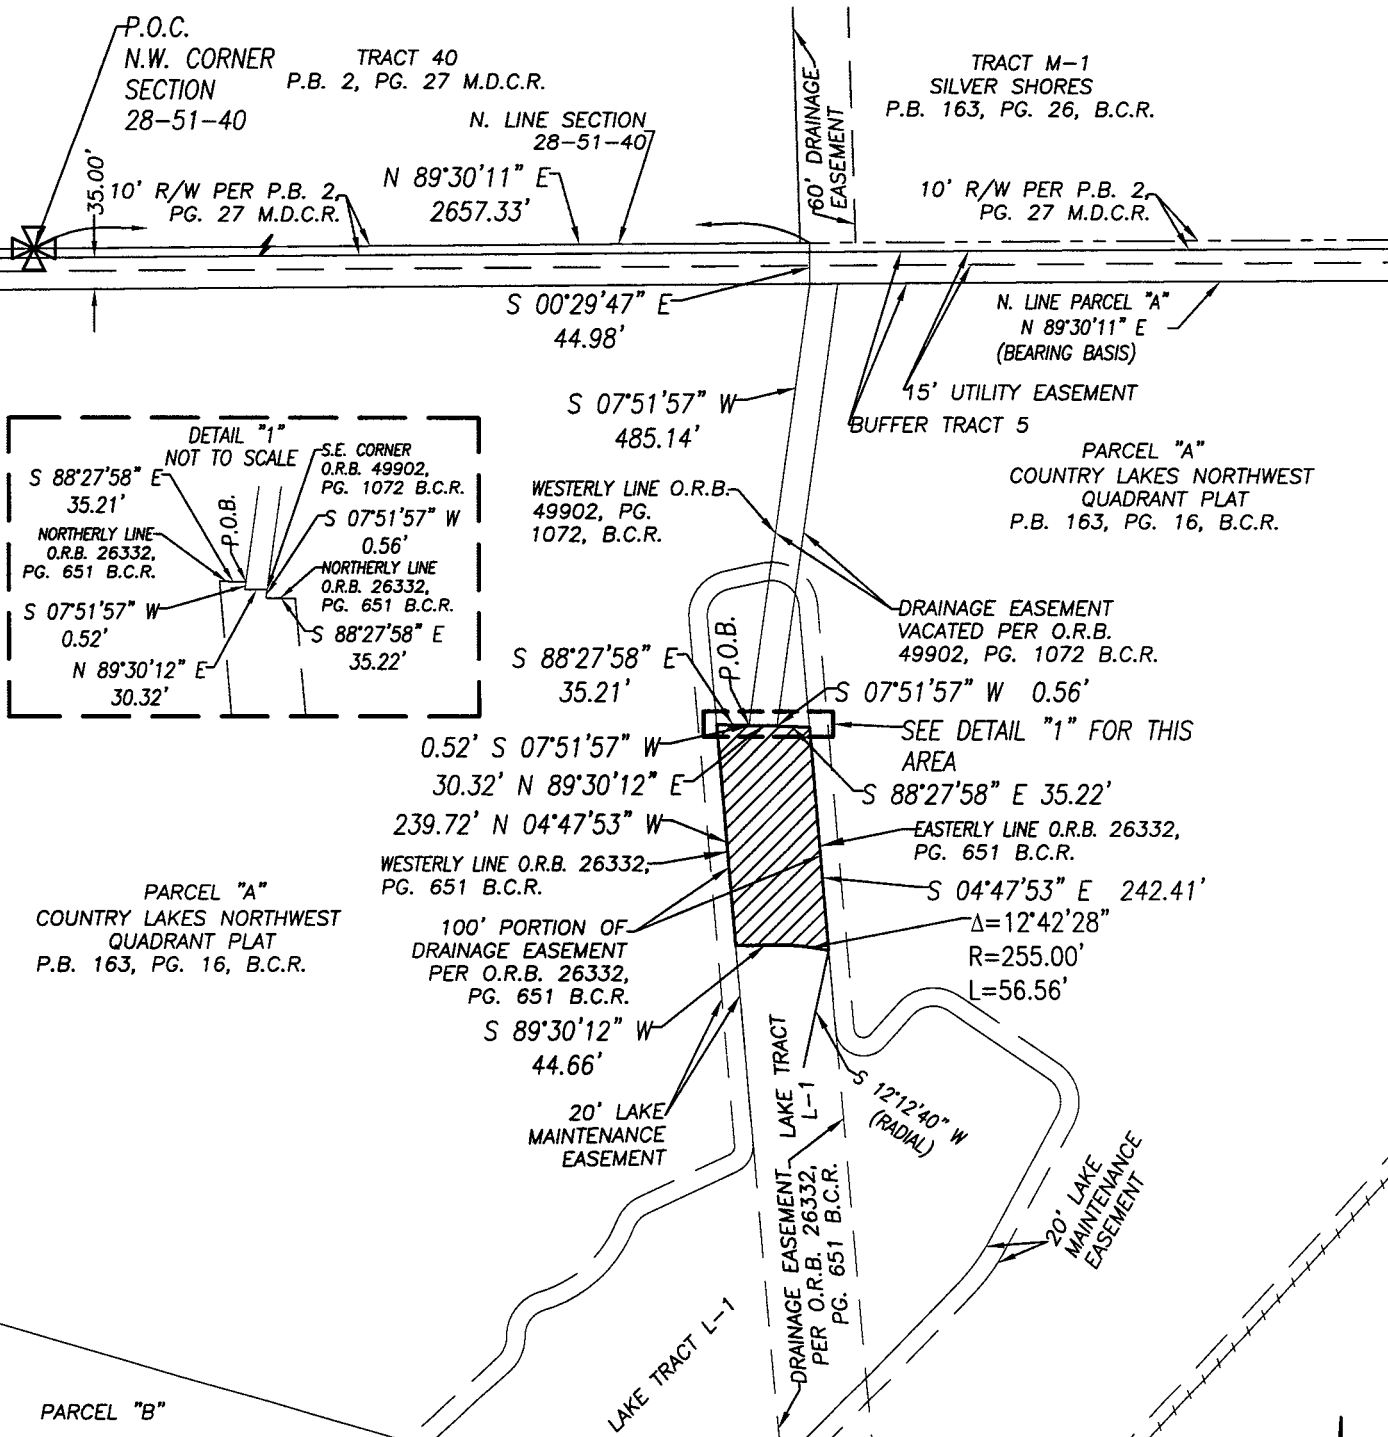 P.O.C.
N.W. CORNER
SECTION
28-51-40
TRACT 40
P.B. 2, PG. 27 M.D.C.R.
N. LINE SECTION
28-51-40
60' DRAINAGE
EASEMENT
TRACT M-1
SILVER SHORES
P.B. 163, PG. 26, B.C.R.
35.00'
10' R/W PER P.B. 2,
PG. 27 M.D.C.R.
N 89°30'11" E
2657.33'
10' R/W PER P.B. 2,
PG. 27 M.D.C.R.
S 00°29'47" E
44.98'
N. LINE PARCEL "A"
N 89°30'11" E
(BEARING BASIS)
15' UTILITY EASEMENT
BUFFER TRACT 5
S 07°51'57" W
485.14'
PARCEL "A"
COUNTRY LAKES NORTHWEST
QUADRANT PLAT
P.B. 163, PG. 16, B.C.R.
WESTERLY LINE O.R.B.
49902, PG.
1072, B.C.R.
DETAIL "1"
NOT TO SCALE
S 88°27'58" E
35.21'
P.O.B.
S.E. CORNER
O.R.B. 49902,
PG. 1072 B.C.R.
S 07°51'57" W
0.56'
NORTHERLY LINE
O.R.B. 26332,
PG. 651 B.C.R.
NORTHERLY LINE
O.R.B. 26332,
PG. 651 B.C.R.
S 07°51'57" W
0.52'
S 88°27'58" E
35.22'
N 89°30'12" E
30.32'
DRAINAGE EASEMENT
VACATED PER O.R.B.
49902, PG. 1072 B.C.R.
S 88°27'58" E
35.21'
P.O.B.
S 07°51'57" W 0.56'
SEE DETAIL "1" FOR THIS
AREA
0.52' S 07°51'57" W
30.32' N 89°30'12" E
S 88°27'58" E 35.22'
239.72' N 04°47'53" W
EASTERLY LINE O.R.B. 26332,
PG. 651 B.C.R.
WESTERLY LINE O.R.B. 26332,
PG. 651 B.C.R.
S 04°47'53" E 242.41'
PARCEL "A"
COUNTRY LAKES NORTHWEST
QUADRANT PLAT
P.B. 163, PG. 16, B.C.R.
100' PORTION OF
DRAINAGE EASEMENT
PER O.R.B. 26332,
PG. 651 B.C.R.
Δ=12°42'28"
R=255.00'
L=56.56'
S 89°30'12" W
44.66'
LAKE TRACT
L-1
S 12°12'40" W
(RADIAL)
20' LAKE
MAINTENANCE
EASEMENT
20' LAKE
MAINTENANCE
EASEMENT
DRAINAGE EASEMENT
PER O.R.B. 26332,
PG. 651 B.C.R.
LAKE TRACT L-1
PARCEL "B"